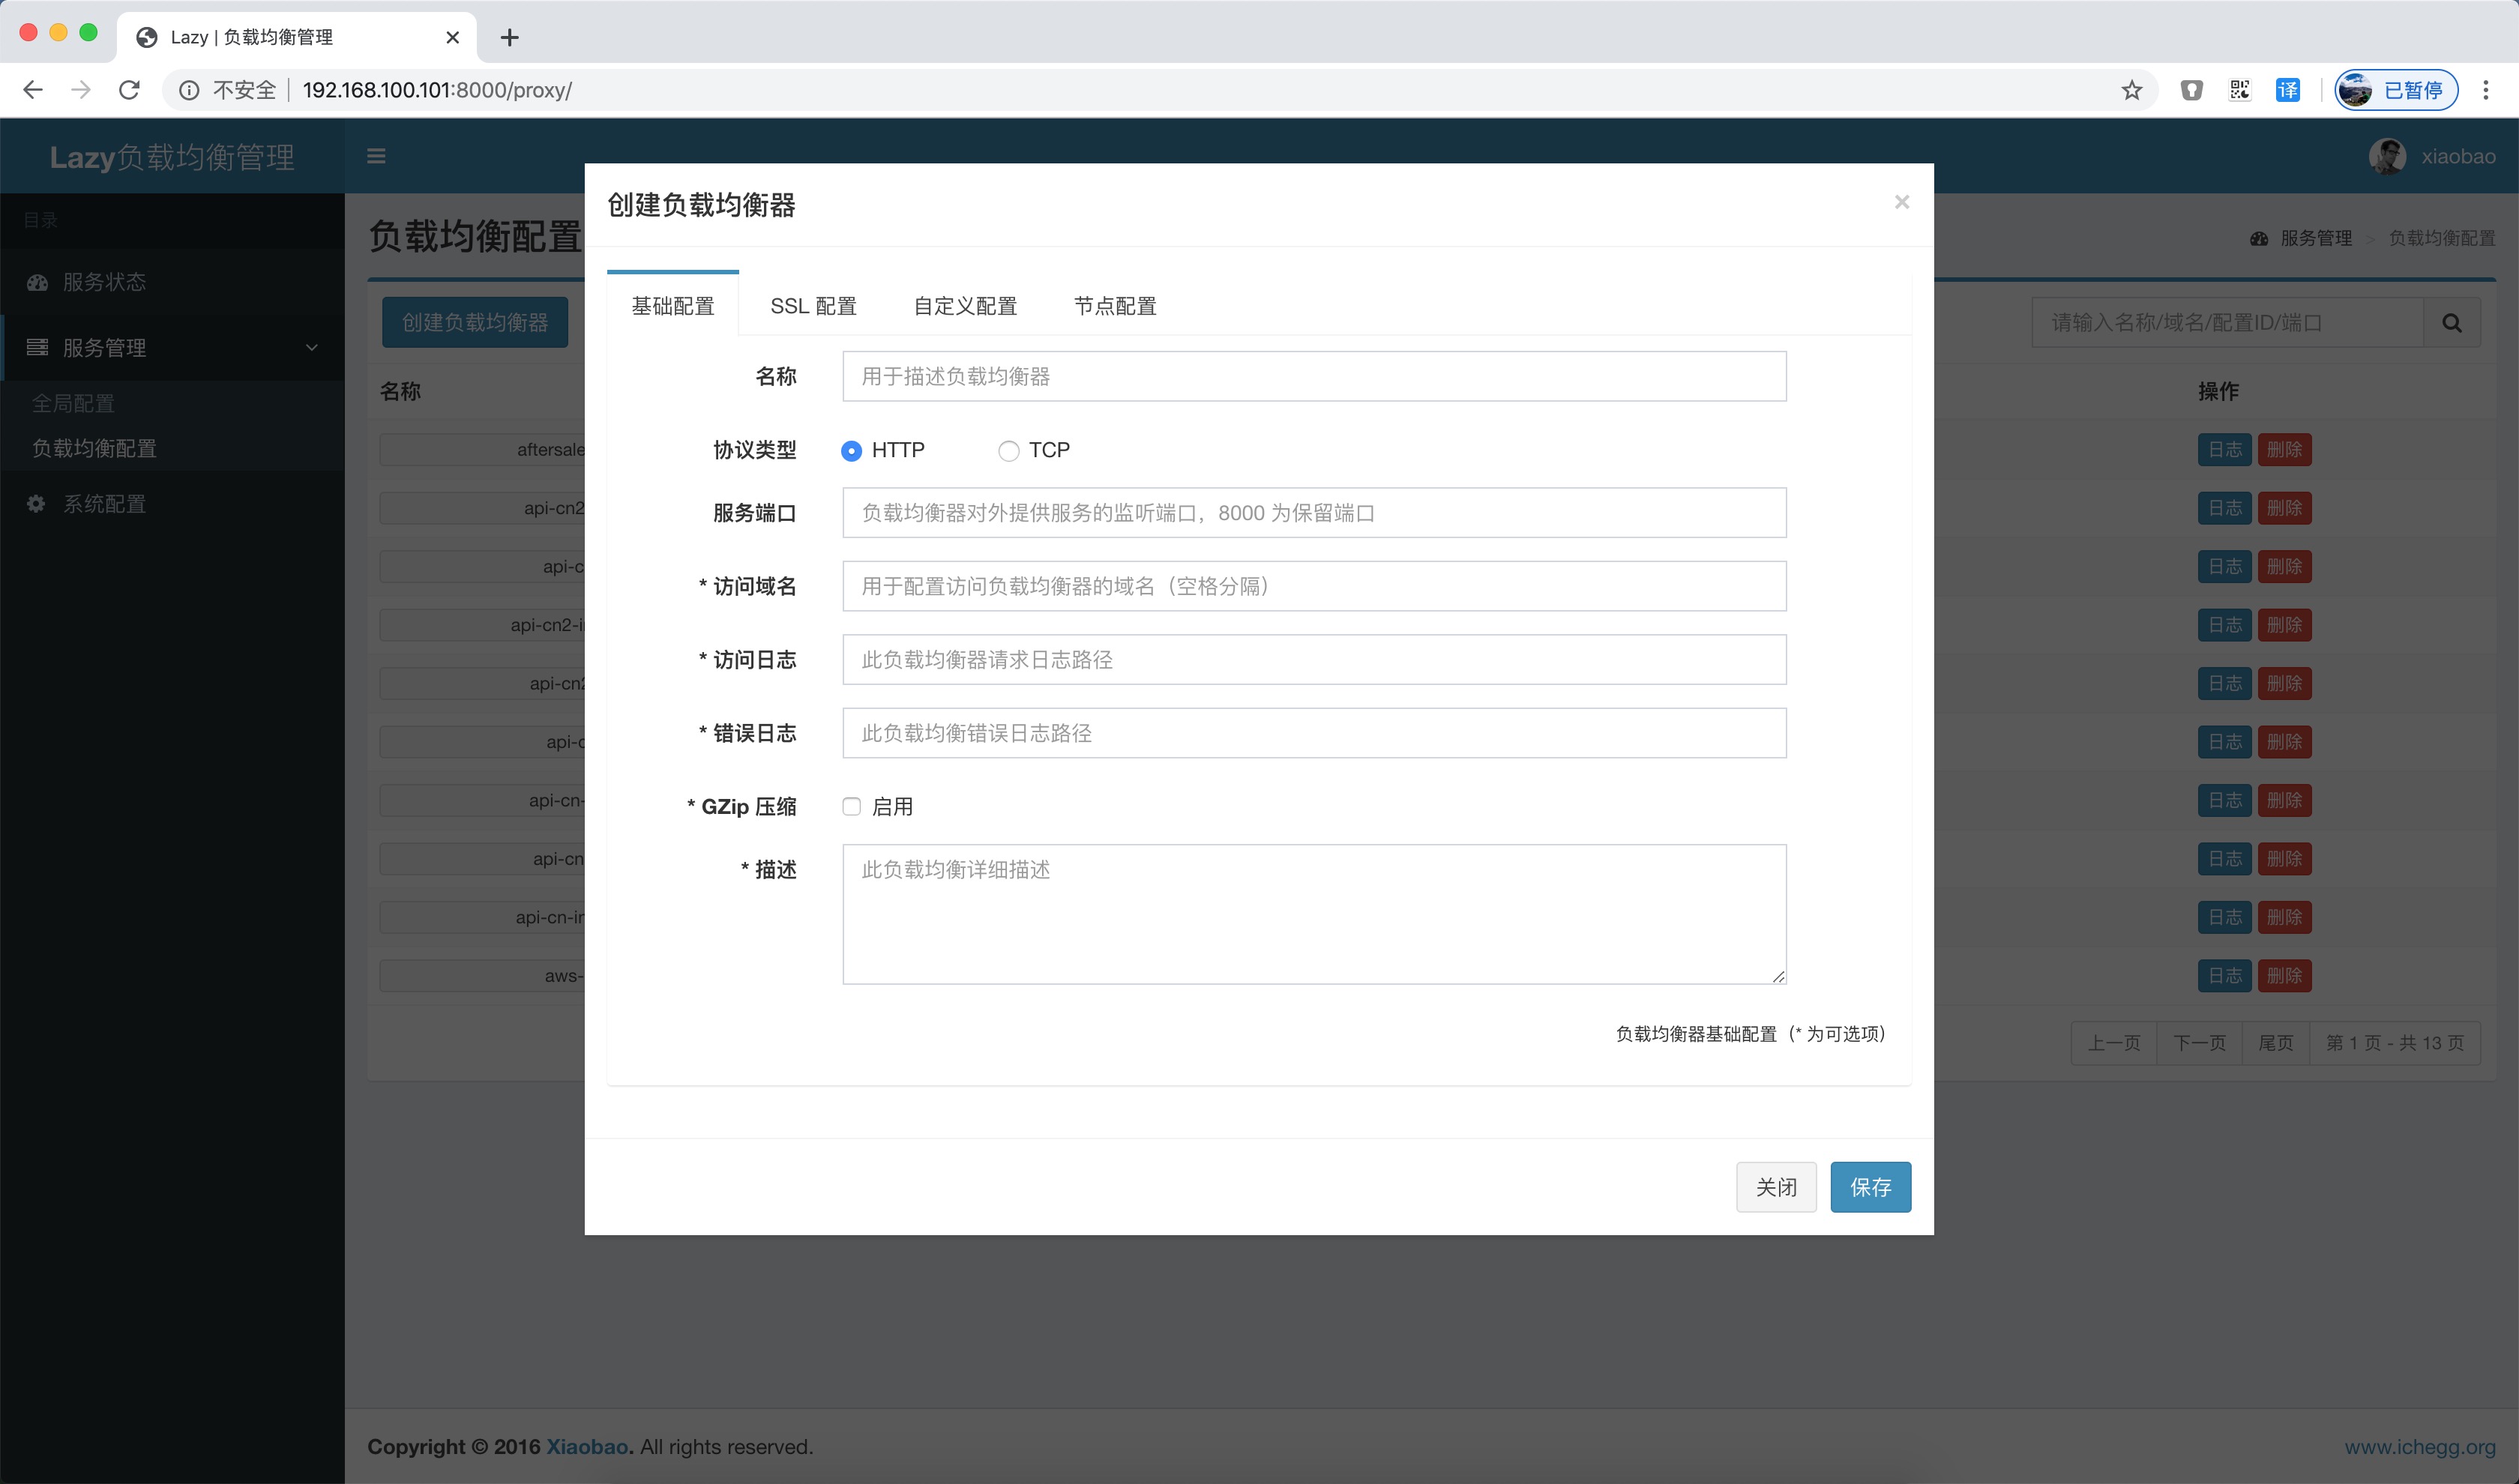 Lazy | 负载均衡管理
不安全 192.168.100.101:8000/proxy/
译
已暂停
Lazy负载均衡管理
xiaobao
目录
服务状态
服务管理
全局配置
负载均衡配置
系统配置
负载均衡配置
服务管理 > 负载均衡配置
创建负载均衡器
请输入名称/域名/配置ID/端口
名称
操作
aftersale
日志 删除
api-cn2
日志 删除
api-c
日志 删除
api-cn2-i
日志 删除
api-cn2
日志 删除
api-c
日志 删除
api-cn-
日志 删除
api-cn
日志 删除
api-cn-in
日志 删除
aws-
日志 删除
上一页 下一页 尾页 第 1 页 - 共 13 页
创建负载均衡器 ×
基础配置 SSL 配置 自定义配置 节点配置
名称 用于描述负载均衡器
协议类型 HTTP TCP
服务端口 负载均衡器对外提供服务的监听端口，8000 为保留端口
* 访问域名 用于配置访问负载均衡器的域名（空格分隔）
* 访问日志 此负载均衡器请求日志路径
* 错误日志 此负载均衡错误日志路径
* GZip 压缩 启用
* 描述 此负载均衡详细描述
负载均衡器基础配置（* 为可选项）
关闭 保存
Copyright © 2016 Xiaobao. All rights reserved.
www.ichegg.org